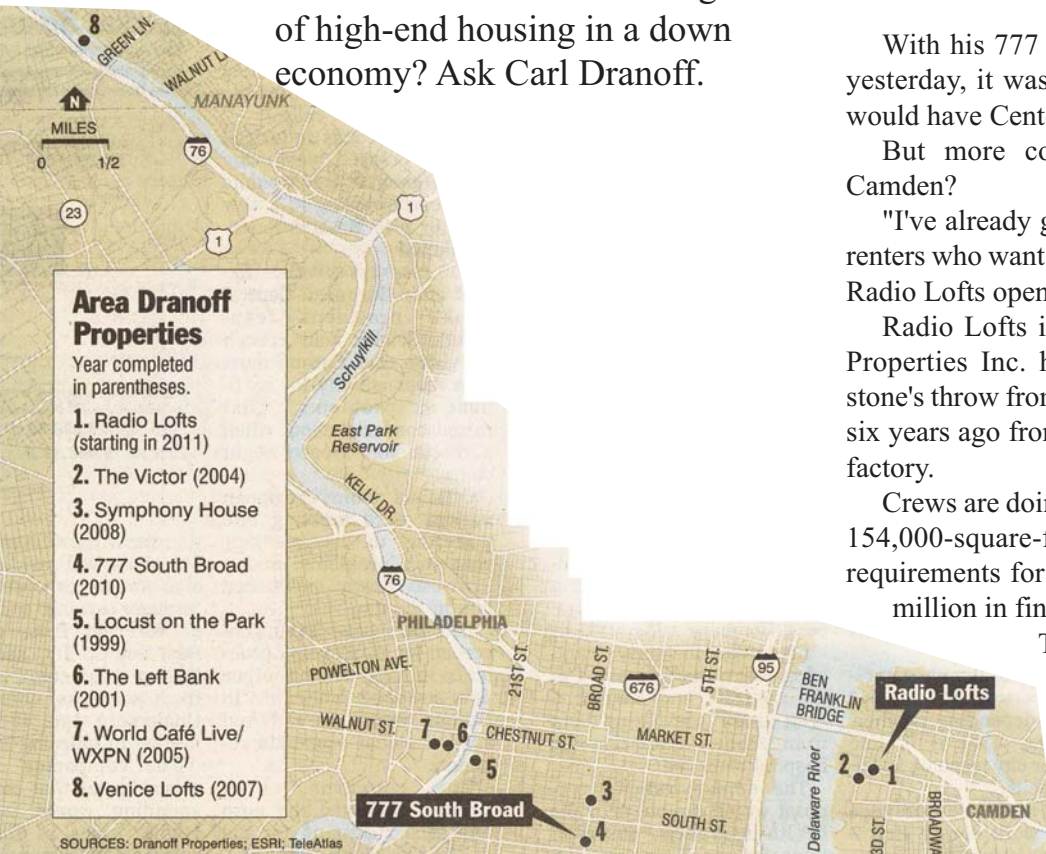 of high-end housing in a down
economy? Ask Carl Dranoff.
With his 777
yesterday, it was
would have Cent
But more co
Camden?
"I've already g
renters who want
Radio Lofts open
Radio Lofts i
Properties Inc. h
stone's throw from
six years ago from
factory.
Crews are doin
154,000-square-f
requirements for
million in fin
T
8
GREEN LN.
WALNUT L
MANAYUNK
N
MILES
0 1/2
76
23
1
1
Area Dranoff
Properties
Year completed
in parentheses.
1. Radio Lofts
(starting in 2011)
2. The Victor (2004)
3. Symphony House
(2008)
4. 777 South Broad
(2010)
5. Locust on the Park
(1999)
6. The Left Bank
(2001)
7. World Café Live/
WXPN (2005)
8. Venice Lofts (2007)
Schuylkill
East Park
Reservoir
KELLY DR.
76
PHILADELPHIA
POWELTON AVE.
21ST ST.
BROAD ST.
676
5TH ST.
95
BEN
FRANKLIN
BRIDGE
Radio Lofts
WALNUT ST.
7 6
CHESTNUT ST.
MARKET ST.
5
2 1
Delaware River
3
777 South Broad
4
SOUTH ST.
3D ST.
BROADWA
CAMDEN
SOURCES: Dranoff Properties; ESRI; TeleAtlas